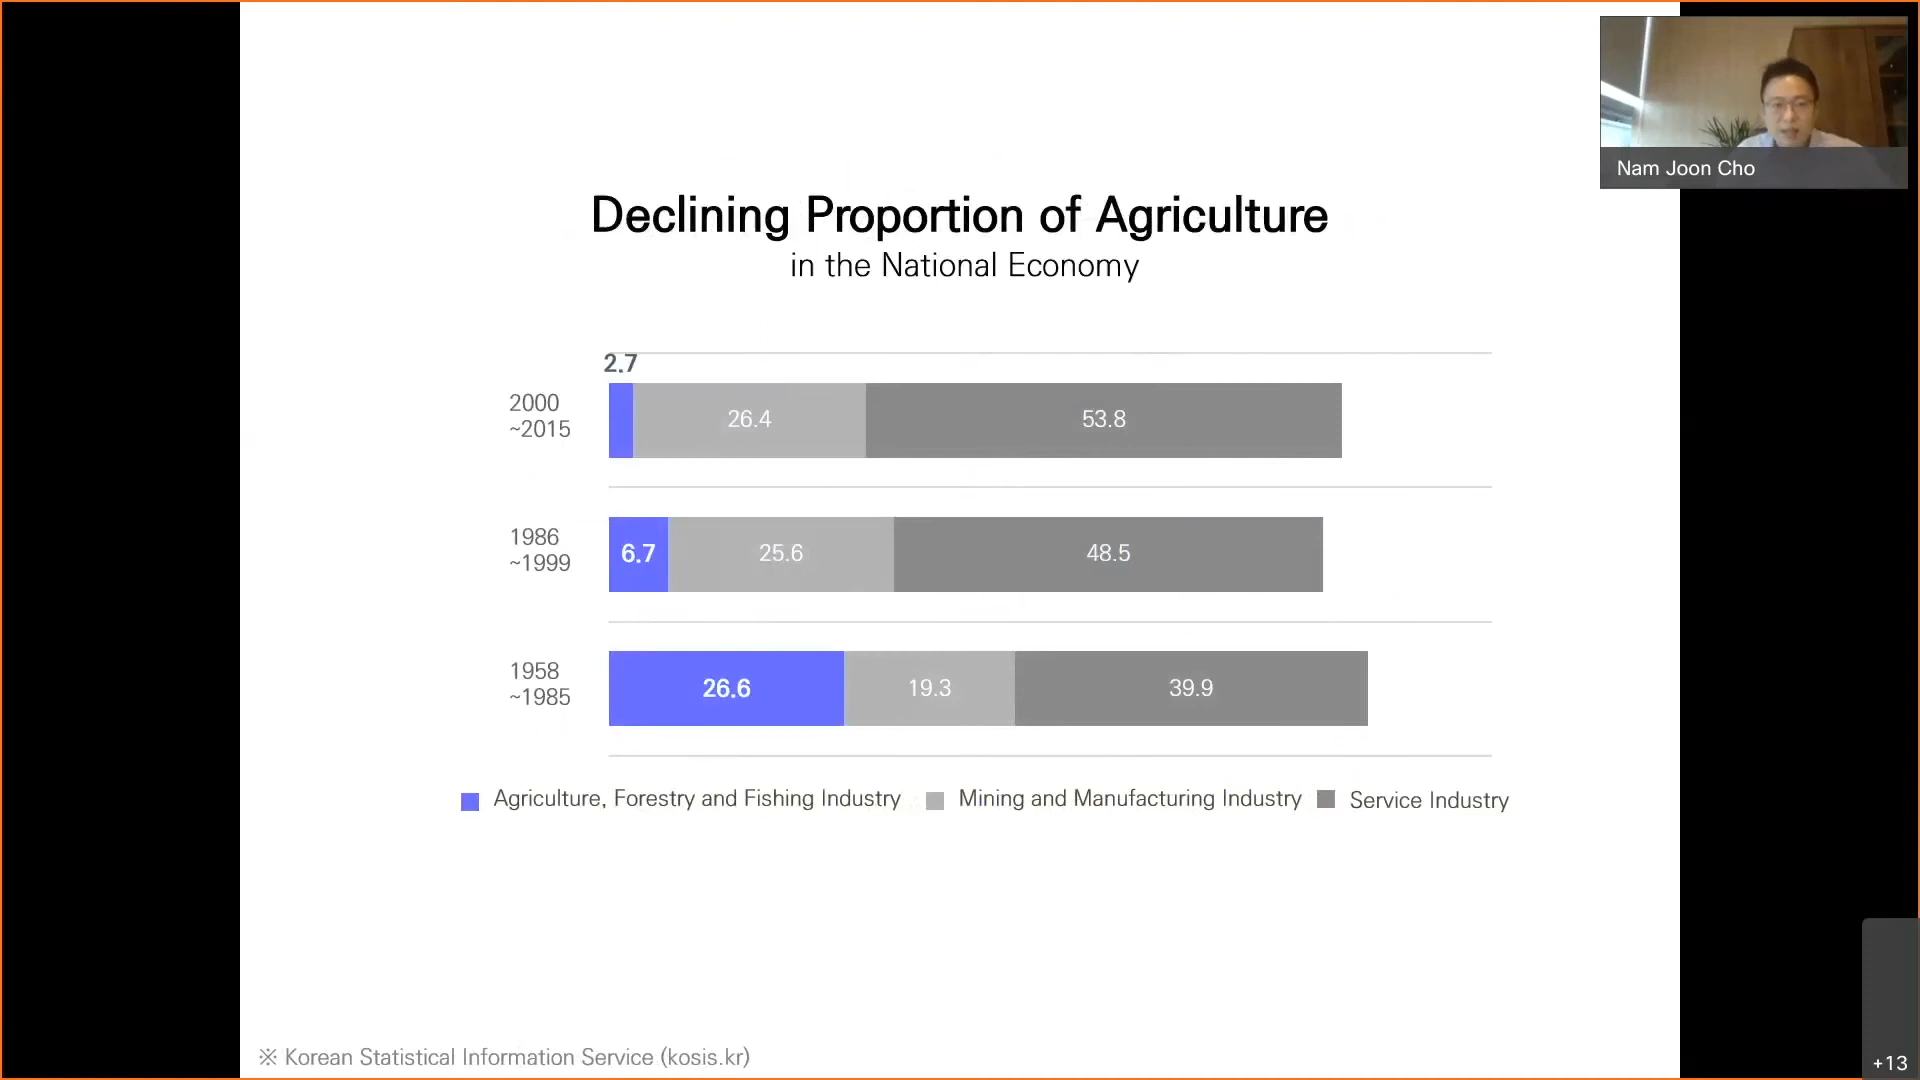 Nam Joon Cho
Declining Proportion of Agriculture
in the National Economy
2.7
2000
~2015
26.4
53.8
1986
~1999
6.7
25.6
48.5
1958
~1985
26.6
19.3
39.9
Agriculture, Forestry and Fishing Industry
Mining and Manufacturing Industry
Service Industry
※ Korean Statistical Information Service (kosis.kr)
+13